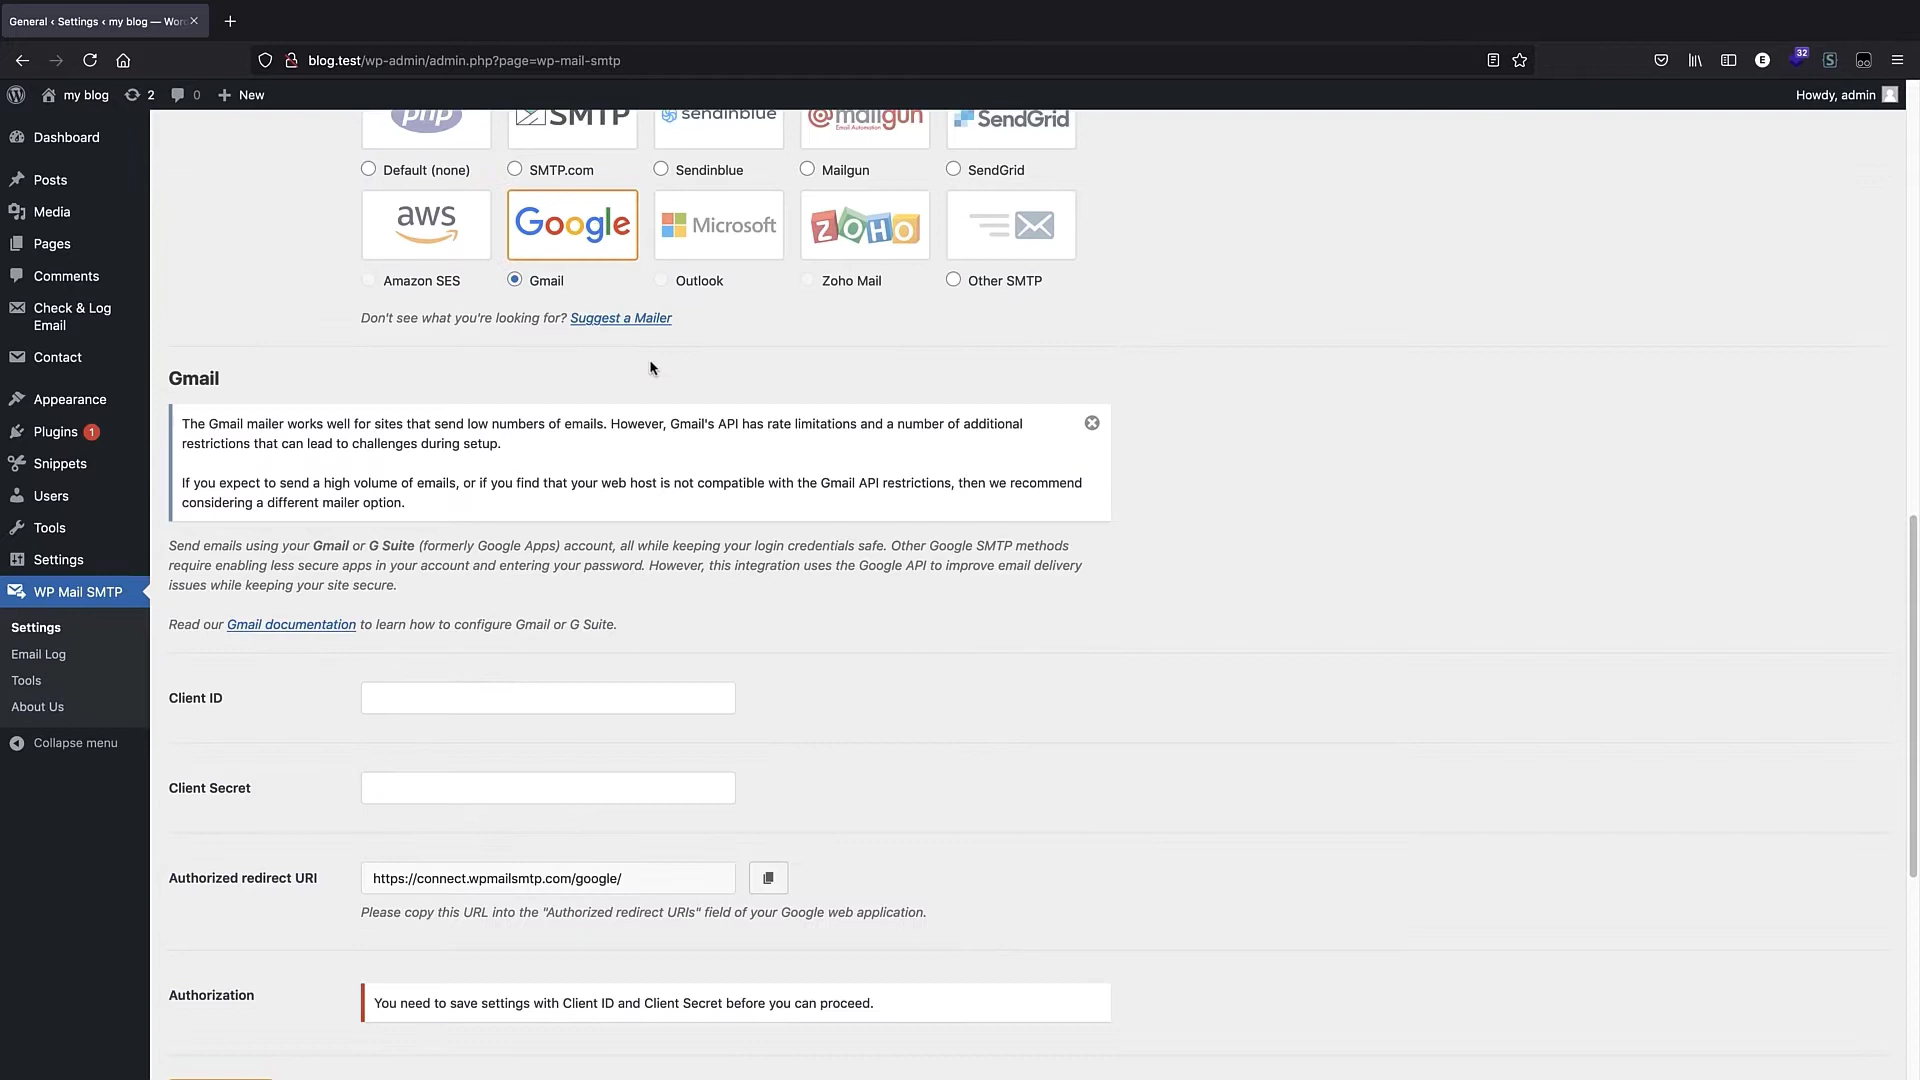 General ‹ Settings ‹ my blog — Wor
blog.test/wp-admin/admin.php?page=wp-mail-smtp
32
my blog
2
0
New
Howdy, admin
Dashboard
Posts
Media
Pages
Comments
Check & Log
Email
Contact
Appearance
Plugins 1
Snippets
Users
Tools
Settings
WP Mail SMTP
Settings
Email Log
Tools
About Us
Collapse menu
php
SMTP
sendinblue
mailgun
Email Automation
SendGrid
Default (none)
SMTP.com
Sendinblue
Mailgun
SendGrid
aws
Google
Microsoft
ZOHO
Amazon SES
Gmail
Outlook
Zoho Mail
Other SMTP
Don't see what you're looking for? Suggest a Mailer
Gmail
The Gmail mailer works well for sites that send low numbers of emails. However, Gmail's API has rate limitations and a number of additional
restrictions that can lead to challenges during setup.
If you expect to send a high volume of emails, or if you find that your web host is not compatible with the Gmail API restrictions, then we recommend
considering a different mailer option.
Send emails using your Gmail or G Suite (formerly Google Apps) account, all while keeping your login credentials safe. Other Google SMTP methods
require enabling less secure apps in your account and entering your password. However, this integration uses the Google API to improve email delivery
issues while keeping your site secure.
Read our Gmail documentation to learn how to configure Gmail or G Suite.
Client ID
Client Secret
Authorized redirect URI
https://connect.wpmailsmtp.com/google/
Please copy this URL into the "Authorized redirect URIs" field of your Google web application.
Authorization
You need to save settings with Client ID and Client Secret before you can proceed.